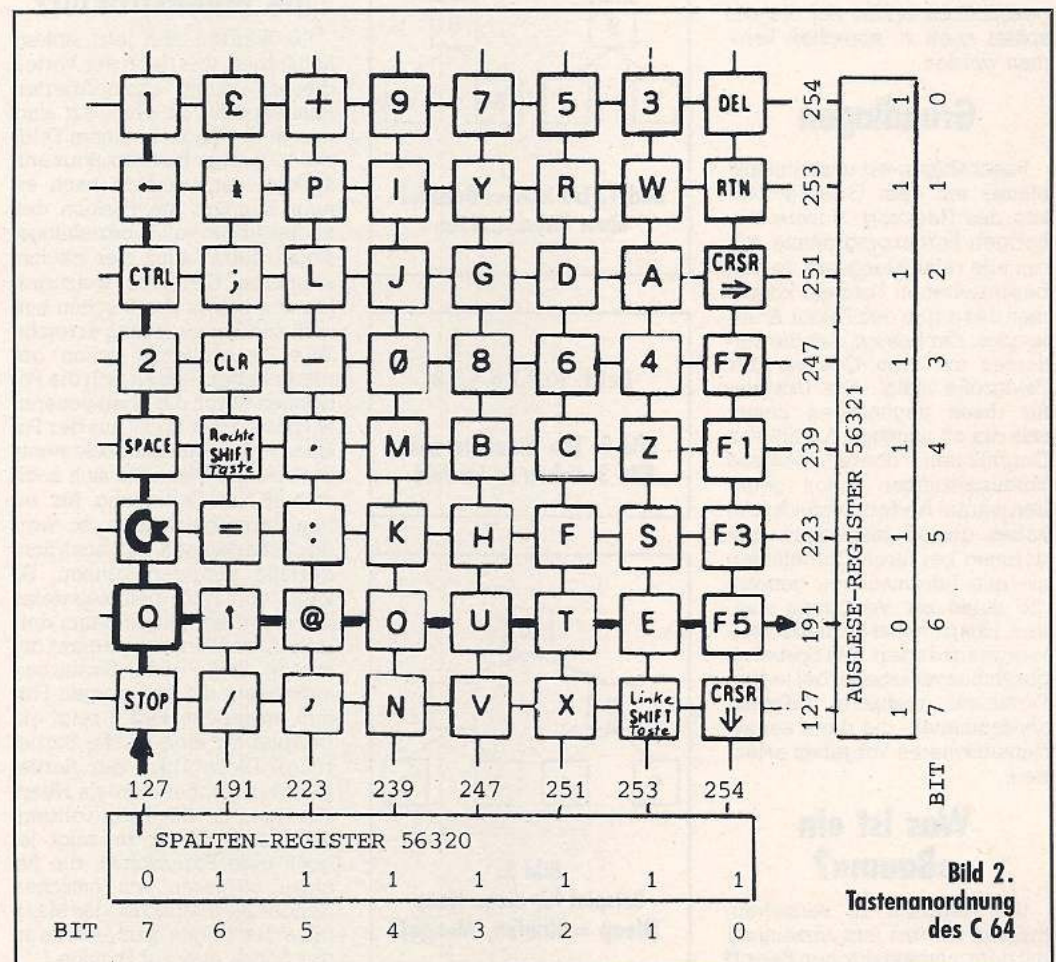 1 £ + 9 7 5 3 DEL 254 1 0
← * P I Y R W RTN 253 1 1
CTRL ; L J G D A CRSR ⇒ 251 1 2
2 CLR - 0 8 6 4 F7 247 1 3
SPACE Rechte SHIFT Taste . M B C Z F1 239 1 4
C= = : K H F S F3 223 1 5
Q ↑ @ O U T E F5 191 0 6
STOP / , N V X Linke SHIFT Taste CRSR ⇓ 127 1 7
AUSLESE-REGISTER 56321
BIT
127 191 223 239 247 251 253 254
SPALTEN-REGISTER 56320
0 1 1 1 1 1 1 1
BIT 7 6 5 4 3 2 1 0
Bild 2.
Tastenanordnung
des C 64